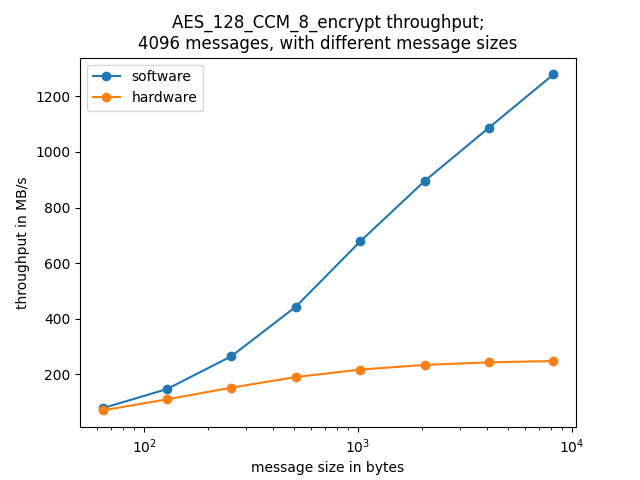 AES_128_CCM_8_encrypt throughput;
4096 messages, with different message sizes
software
hardware
throughput in MB/s
1200
1000
800
600
400
200
10²
10³
10⁴
message size in bytes